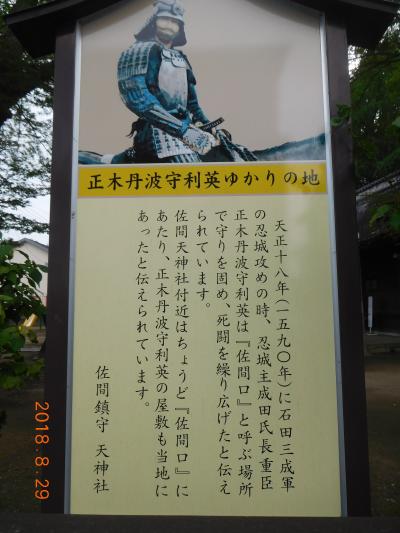 正木丹波守利英ゆかりの地
天正十八年(一五九〇年)に石田三成軍
の忍城攻めの時、忍城主成田氏長重臣
正木丹波守利英は『佐間口』と呼ぶ場所
で守りを固め、死闘を繰り広げたと伝え
られています。
佐間天神社付近はちょうど『佐間口』に
あたり、正木丹波守利英の屋敷も当地に
あったと伝えられています。
佐間鎮守 天神社
2018.8.29